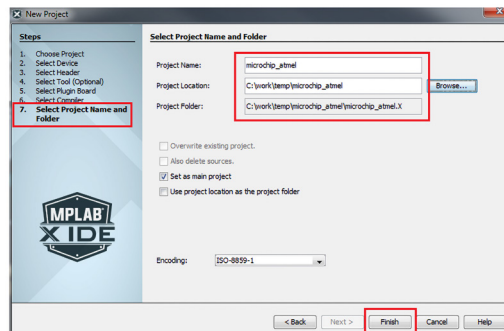 New Project
Steps
1. Choose Project
2. Select Device
3. Select Header
4. Select Tool (Optional)
5. Select Plugin Board
6. Select Compiler
7. Select Project Name and
Folder
MPLAB
X IDE
Select Project Name and Folder
Project Name: microchip_atmel
Project Location: C:\work\temp\microchip_atmel Browse...
Project Folder: C:\work\temp\microchip_atmel\microchip_atmel.X
Overwrite existing project.
Also delete sources.
Set as main project
Use project location as the project folder
Encoding: ISO-8859-1
< Back Next > Finish Cancel Help